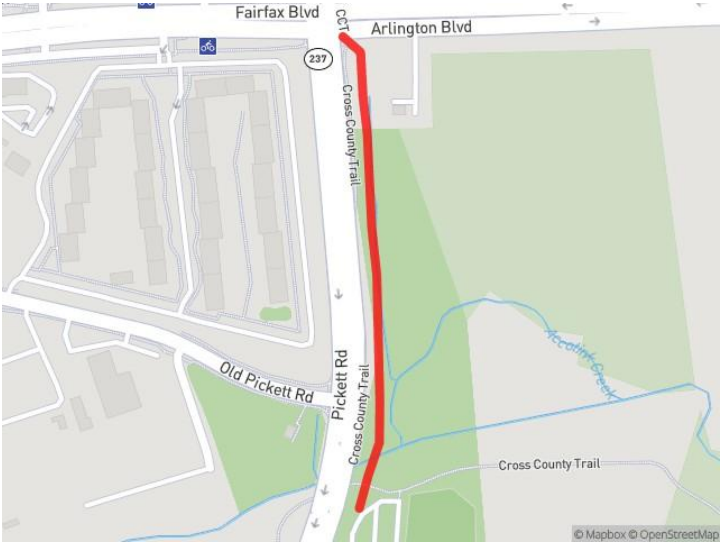 Fairfax Blvd
CCT
Arlington Blvd
237
Cross County Trail
Accotink Creek
Old Pickett Rd
Pickett Rd
Cross County Trail
Cross County Trail
© Mapbox © OpenStreetMap